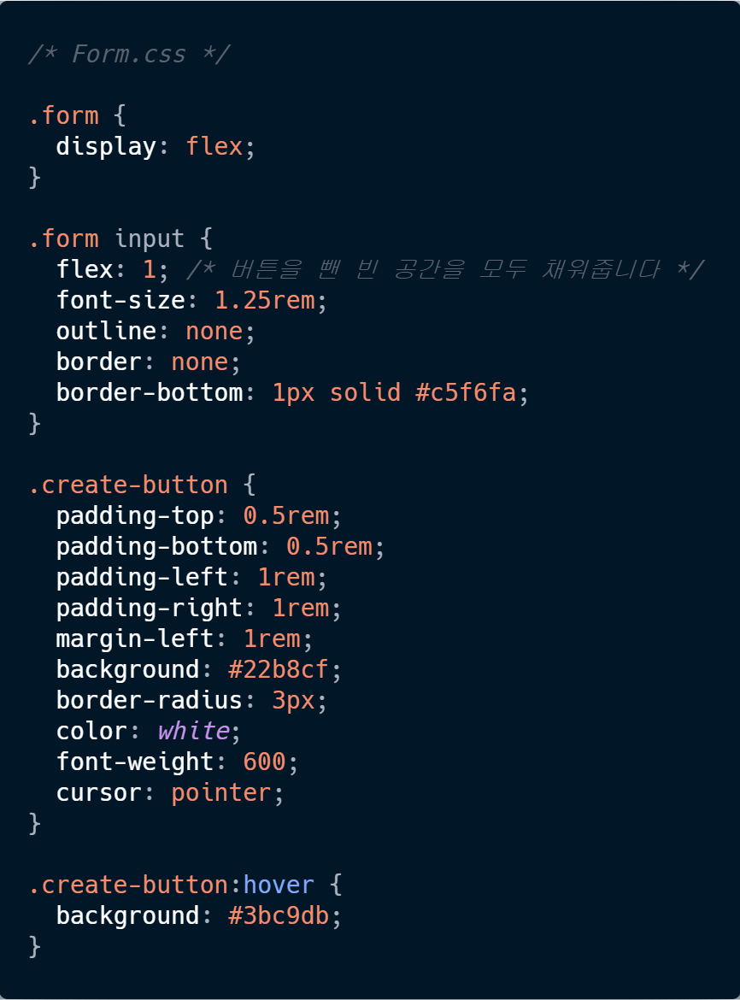 /* Form.css */
.form {
  display: flex;
}
.form input {
  flex: 1; /* 버튼을 뺀 빈 공간을 모두 채워줍니다 */
  font-size: 1.25rem;
  outline: none;
  border: none;
  border-bottom: 1px solid #c5f6fa;
}
.create-button {
  padding-top: 0.5rem;
  padding-bottom: 0.5rem;
  padding-left: 1rem;
  padding-right: 1rem;
  margin-left: 1rem;
  background: #22b8cf;
  border-radius: 3px;
  color: white;
  font-weight: 600;
  cursor: pointer;
}
.create-button:hover {
  background: #3bc9db;
}